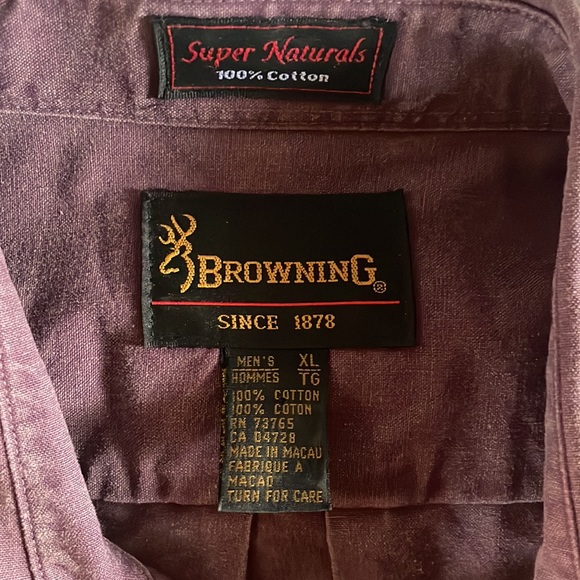 Super Naturals
100% Cotton
BROWNING®
SINCE 1878
MEN'S XL
HOMMES TG
100% COTTON
100% COTON
RN 73765
CA 04728
MADE IN MACAU
FABRIQUE A
MACAO
TURN FOR CARE